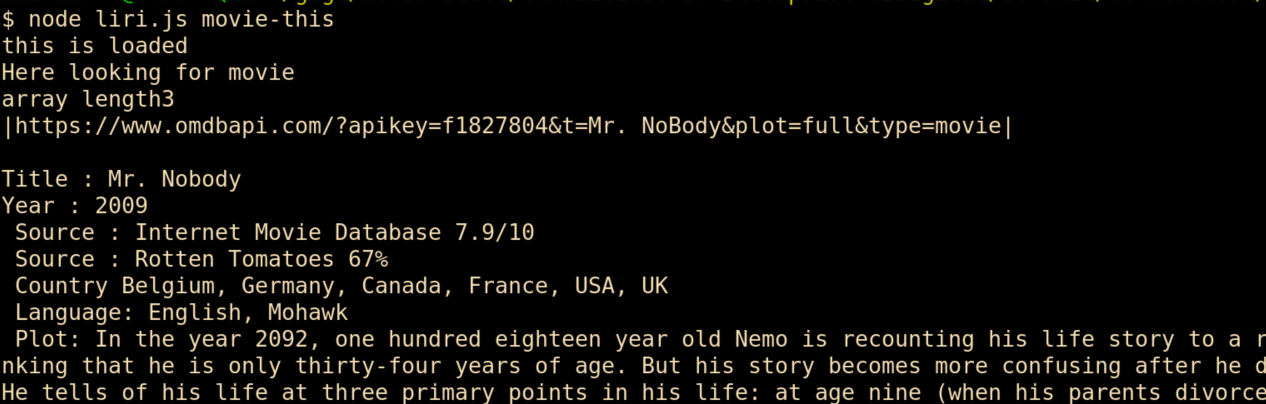 $ node liri.js movie-this
this is loaded
Here looking for movie
array length3
|https://www.omdbapi.com/?apikey=f1827804&t=Mr. NoBody&plot=full&type=movie|
Title : Mr. Nobody
Year : 2009
Source : Internet Movie Database 7.9/10
Source : Rotten Tomatoes 67%
Country Belgium, Germany, Canada, France, USA, UK
Language: English, Mohawk
Plot: In the year 2092, one hundred eighteen year old Nemo is recounting his life story to a r
nking that he is only thirty-four years of age. But his story becomes more confusing after he d
He tells of his life at three primary points in his life: at age nine (when his parents divorce